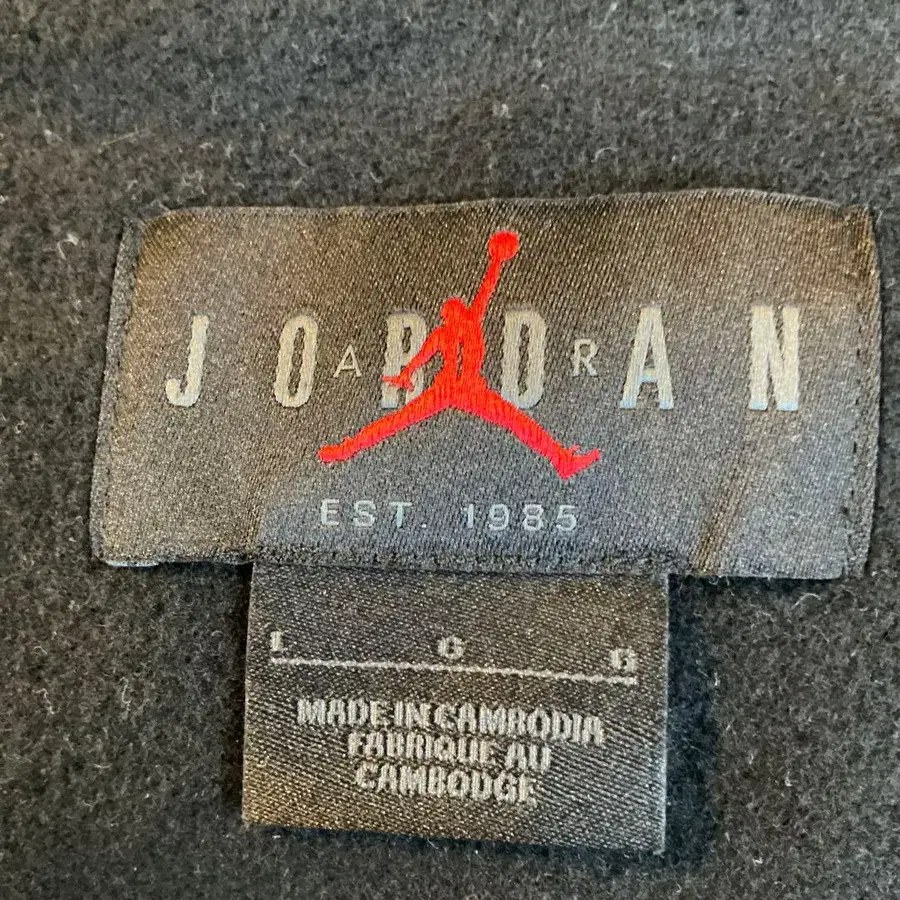 JORDAN
AIR
EST. 1985
L G G
MADE IN CAMBODIA
FABRIQUE AU
CAMBODGE